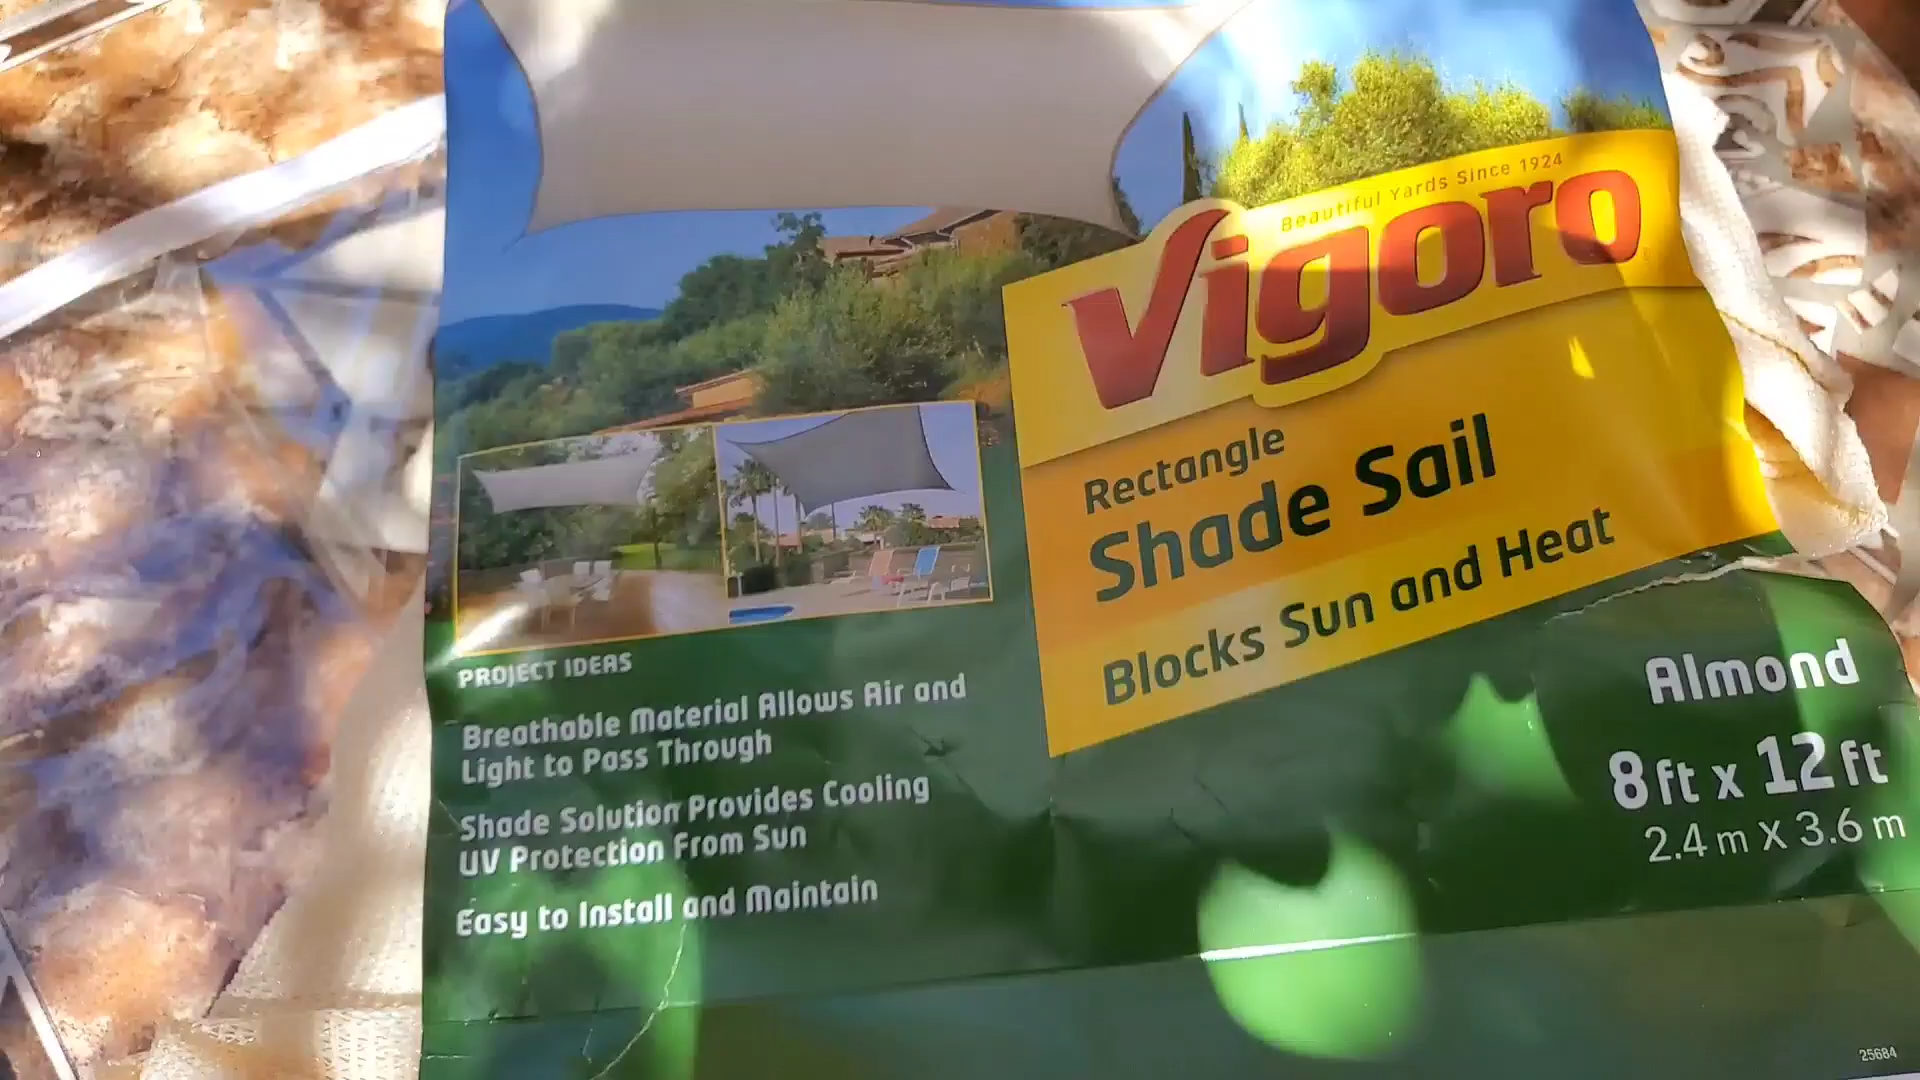 Beautiful Yards Since 1924
Vigoro
Rectangle
Shade Sail
Blocks Sun and Heat
PROJECT IDEAS
Breathable Material Allows Air and
Light to Pass Through
Shade Solution Provides Cooling
UV Protection From Sun
Easy to Install and Maintain
Almond
8 ft x 12 ft
2.4 m X 3.6 m
25684